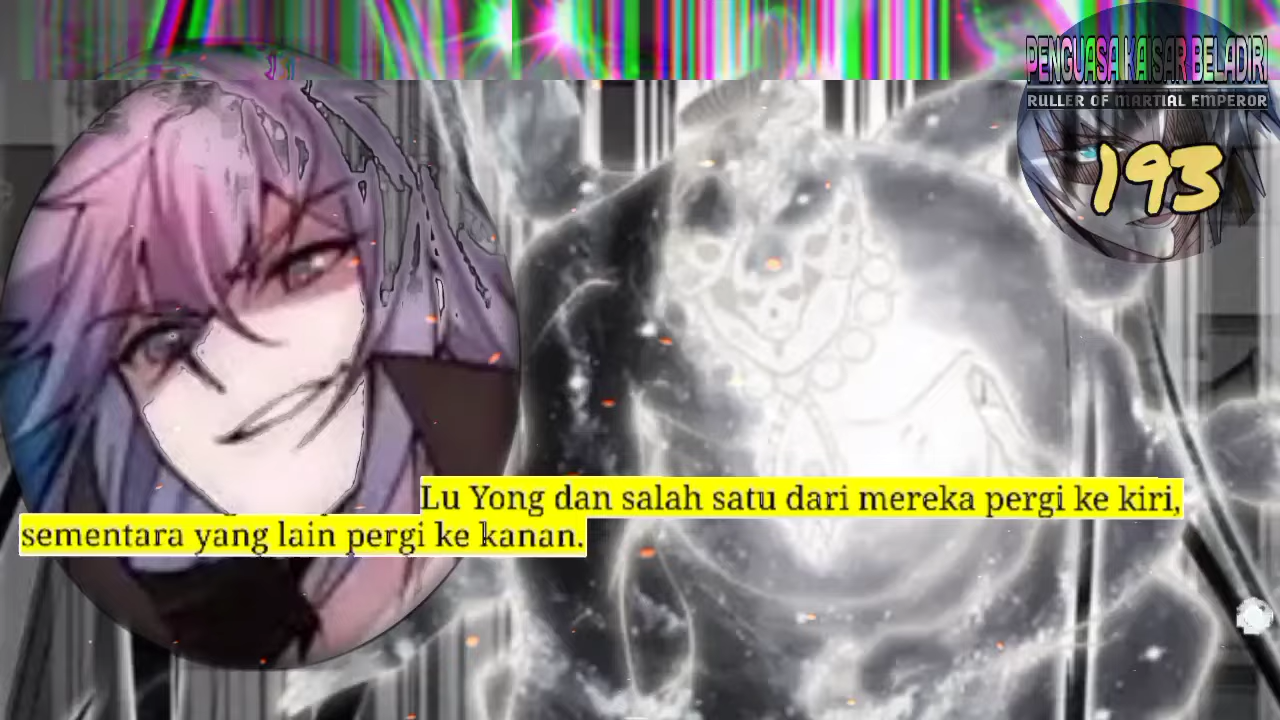 PENGUASA KAISAR BELADIRI
RULLER OF MARTIAL EMPEROR
193
Lu Yong dan salah satu dari mereka pergi ke kiri,
sementara yang lain pergi ke kanan.